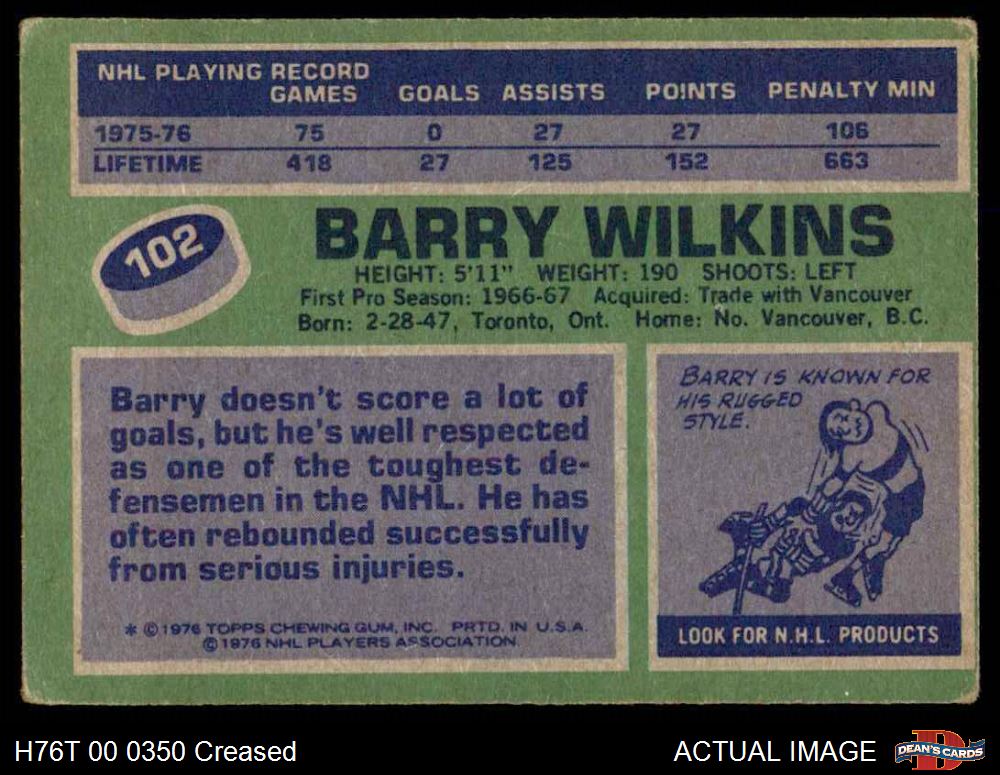 NHL PLAYING RECORD
GAMES GOALS ASSISTS POINTS PENALTY MIN
1975-76 75 0 27 27 106
LIFETIME 418 27 125 152 663
102
BARRY WILKINS
HEIGHT: 5'11" WEIGHT: 190 SHOOTS: LEFT
First Pro Season: 1966-67 Acquired: Trade with Vancouver
Born: 2-28-47, Toronto, Ont. Home: No. Vancouver, B.C.
Barry doesn't score a lot of
goals, but he's well respected
as one of the toughest de-
fensemen in the NHL. He has
often rebounded successfully
from serious injuries.
* © 1976 TOPPS CHEWING GUM, INC. PRTD. IN U.S.A.
© 1976 NHL PLAYERS ASSOCIATION.
BARRY IS KNOWN FOR
HIS RUGGED
STYLE.
LOOK FOR N.H.L. PRODUCTS
H76T 00 0350 Creased
ACTUAL IMAGE
D
DEAN'S CARDS